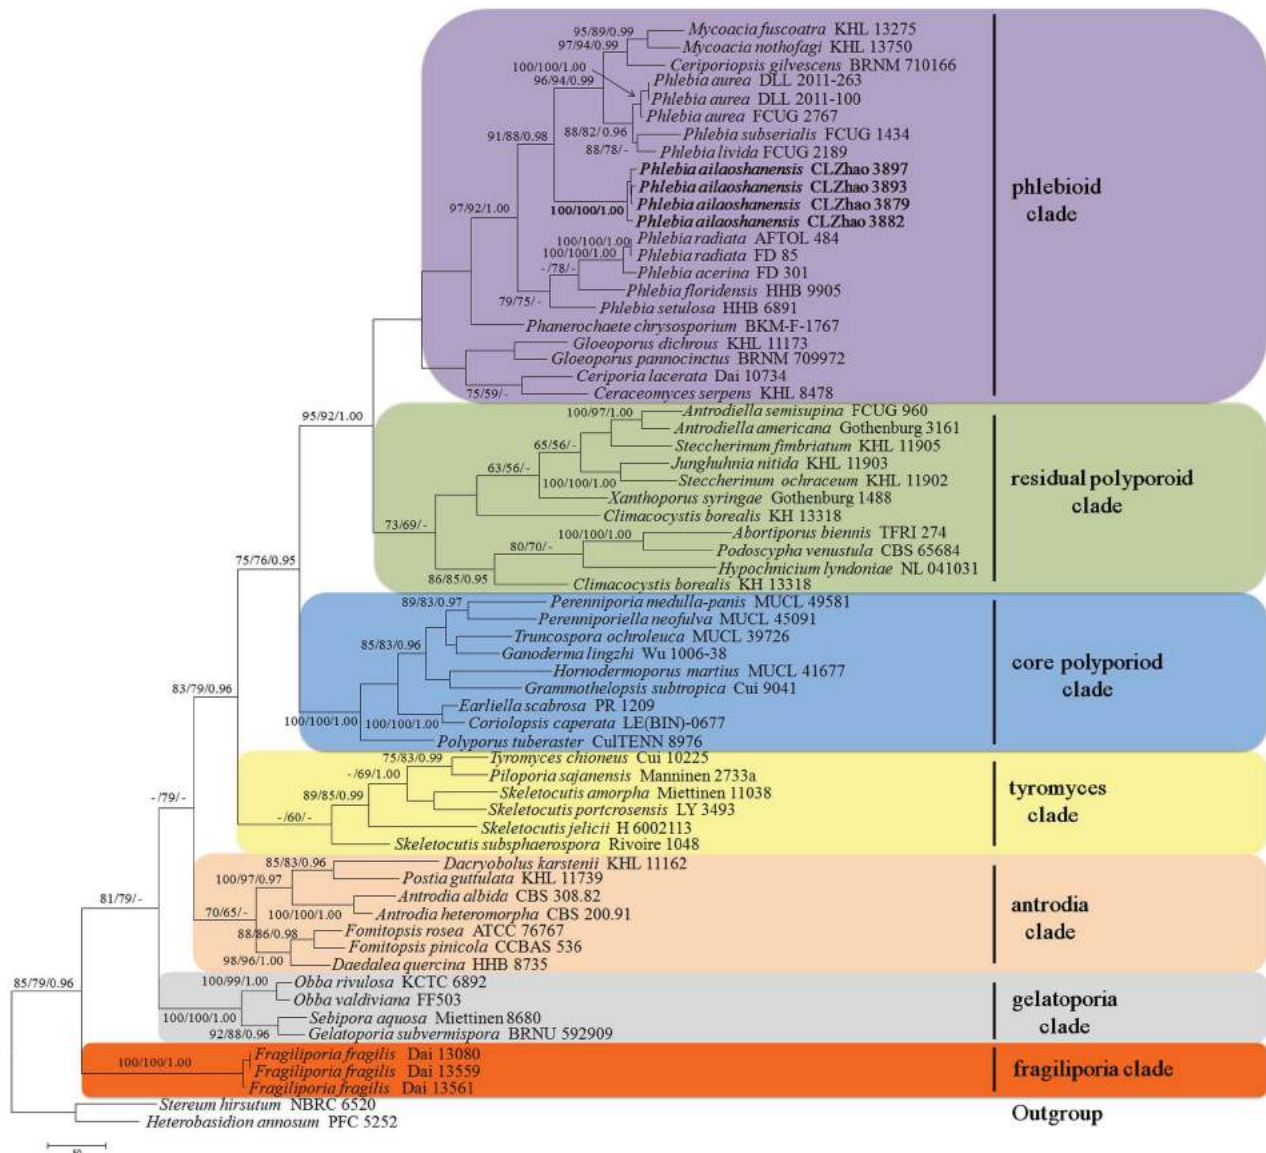 95/89/0.99
Mycoacia fuscoatra KHL 13275
97/94/0.99
Mycoacia nothofagi KHL 13750
100/100/1.00
Ceriporiopsis gilvescens BRNM 710166
96/94/0.99
Phlebia aurea DLL 2011-263
Phlebia aurea DLL 2011-100
Phlebia aurea FCUG 2767
91/88/0.98
88/82/0.96
Phlebia subserialis FCUG 1434
88/78/-
Phlebia livida FCUG 2189
Phlebia ailaoshanensis CLZhao 3897
Phlebia ailaoshanensis CLZhao 3893
phlebioid
clade
97/92/1.00
100/100/1.00
Phlebia ailaoshanensis CLZhao 3879
Phlebia ailaoshanensis CLZhao 3882
100/100/1.00
Phlebia radiata AFTOL 484
100/100/1.00
Phlebia radiata FD 85
-/78/-
Phlebia acerina FD 301
Phlebia floridensis HHB 9905
79/75/-
Phlebia setulosa HHB 6891
Phanerochaete chrysosporium BKM-F-1767
Gloeoporus dichrous KHL 11173
Gloeoporus pannocinctus BRNM 709972
Ceriporia lacerata Dai 10734
75/59/-
Ceraceomyces serpens KHL 8478
95/92/1.00
100/97/1.00
Antrodiella semisupina FCUG 960
Antrodiella americana Gothenburg 3161
65/56/-
Steccherinum fimbriatum KHL 11905
63/56/-
Junghuhnia nitida KHL 11903
100/100/1.00
Steccherinum ochraceum KHL 11902
residual polyporoid
clade
Xanthoporus syringae Gothenburg 1488
Climacocystis borealis KH 13318
73/69/-
100/100/1.00
Abortiporus biennis TFRI 274
80/70/-
Podoscypha venustula CBS 65684
Hypochnicium lyndoniae NL 041031
86/85/0.95
Climacocystis borealis KH 13318
75/76/0.95
89/83/0.97
Perenniporia medulla-panis MUCL 49581
Perenniporiella neofulva MUCL 45091
85/83/0.96
Truncospora ochroleuca MUCL 39726
Ganoderma lingzhi Wu 1006-38
Hornodermoporus martius MUCL 41677
core polyporiod
clade
83/79/0.96
Grammothelopsis subtropica Cui 9041
Earliella scabrosa PR 1209
100/100/1.00
100/100/1.00
Coriolopsis caperata LE(BIN)-0677
Polyporus tuberaster CulTENN 8976
75/83/0.99
Tyromyces chioneus Cui 10225
-/69/1.00
Piloporia sajanensis Manninen 2733a
89/85/0.99
Skeletocutis amorpha Miettinen 11038
tyromyces
clade
-/79/-
Skeletocutis portcrosensis LY 3493
-/60/-
Skeletocutis jelicii H 6002113
Skeletocutis subsphaerospora Rivoire 1048
85/83/0.96
Dacryobolus karstenii KHL 11162
100/97/0.97
Postia guttulata KHL 11739
81/79/-
Antrodia albida CBS 308.82
antrodia
clade
70/65/-
100/100/1.00
Antrodia heteromorpha CBS 200.91
88/86/0.98
Fomitopsis rosea ATCC 76767
Fomitopsis pinicola CCBAS 536
98/96/1.00
Daedalea quercina HHB 8735
85/79/0.96
100/99/1.00
Obba rivulosa KCTC 6892
Obba valdiviana FF503
gelatoporia
clade
100/100/1.00
Sebipora aquosa Miettinen 8680
92/88/0.96
Gelatoporia subvermispora BRNU 592909
100/100/1.00
Fragiliporia fragilis Dai 13080
Fragiliporia fragilis Dai 13559
fragiliporia clade
Fragiliporia fragilis Dai 13561
Stereum hirsutum NBRC 6520
Outgroup
Heterobasidion annosum PFC 5252
50